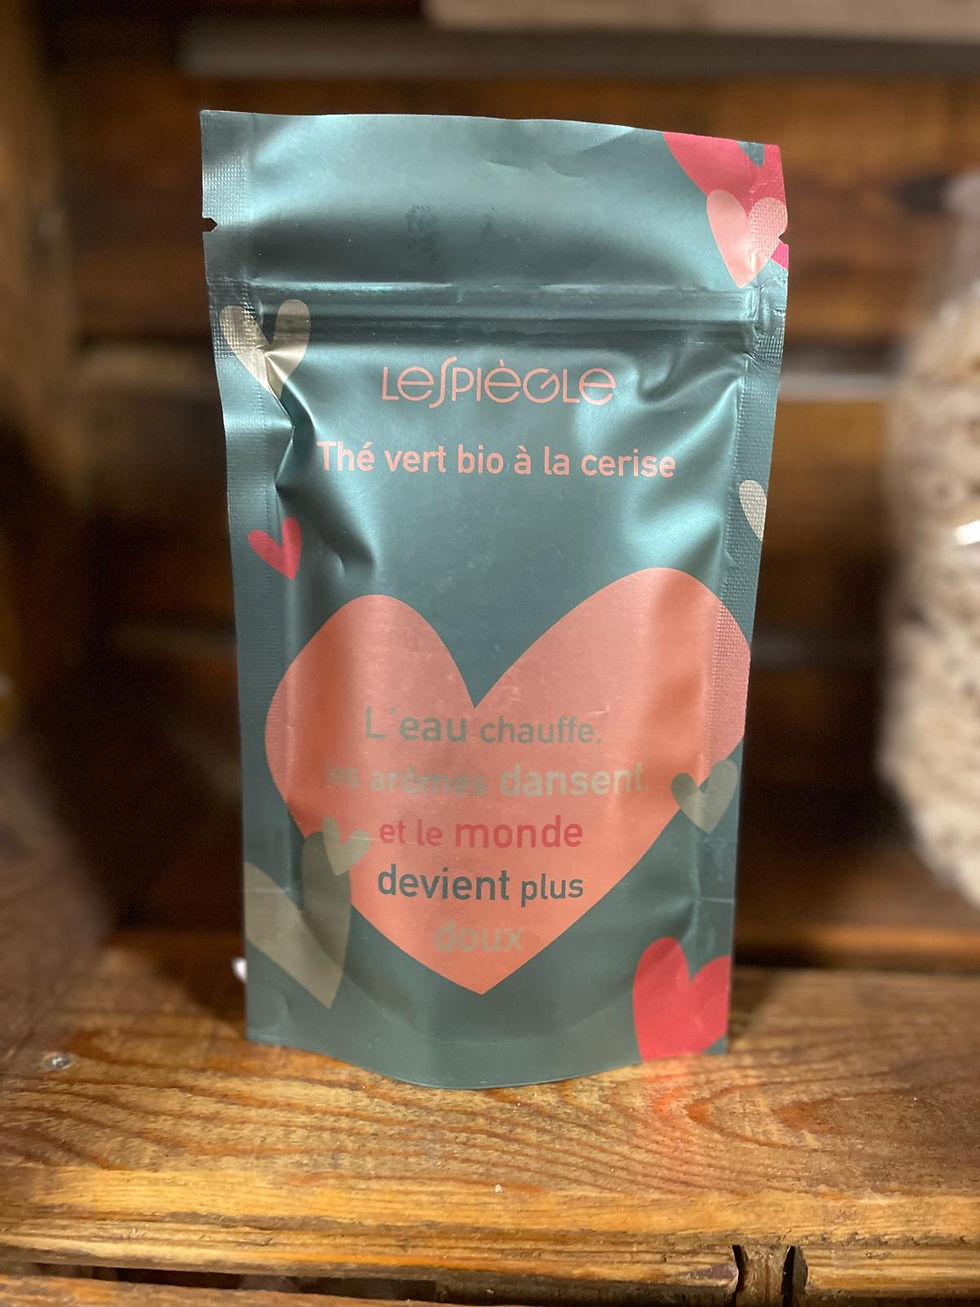 LESPIÈGLE
Thé vert bio à la cerise
L'eau chauffe,
les arômes dansent,
et le monde
devient plus
doux